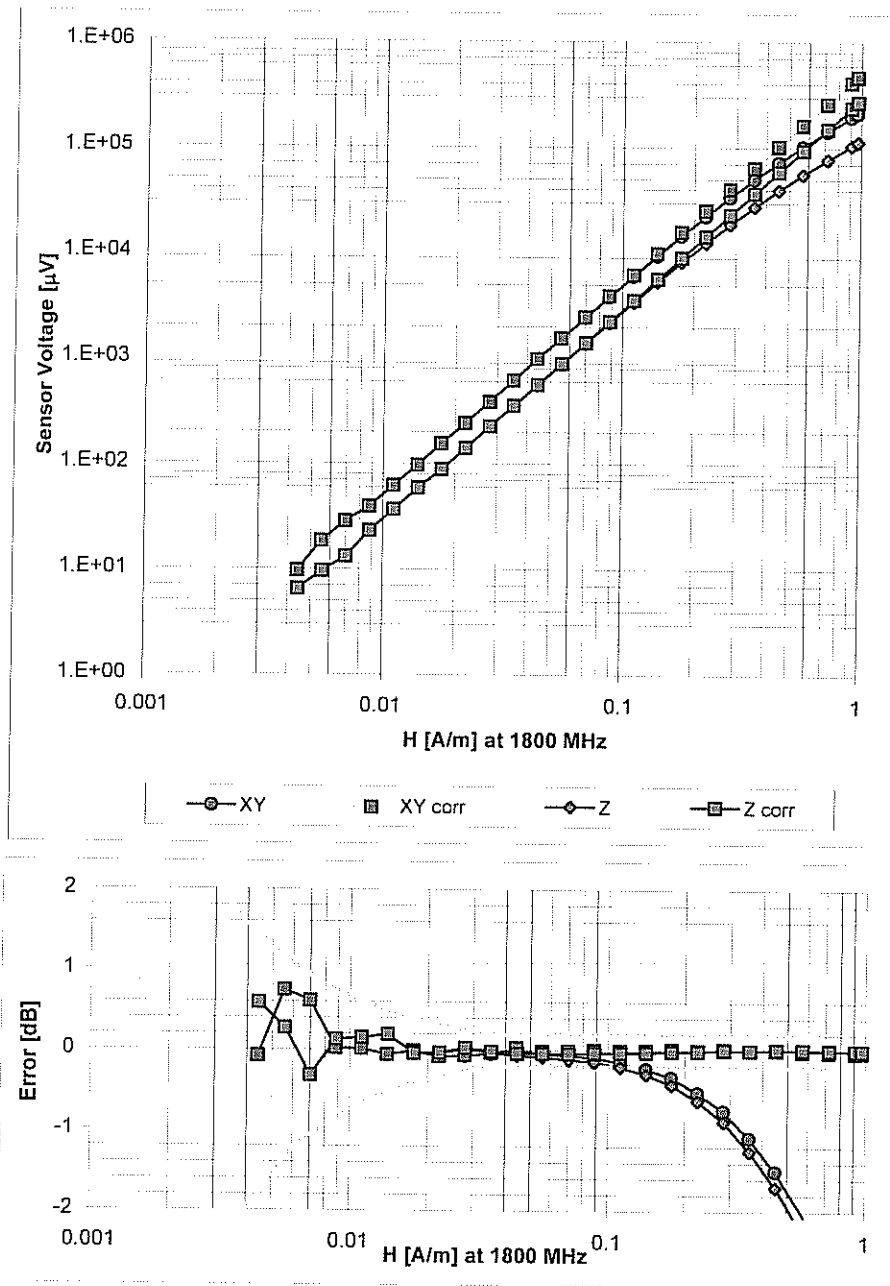 1.E+06
1.E+05
1.E+04
1.E+03
1.E+02
1.E+01
1.E+00
Sensor Voltage [µV]
0.001 0.01 0.1 1
H [A/m] at 1800 MHz
XY XY corr Z Z corr
2
1
0
-1
-2
Error [dB]
0.001 0.01 0.1 1
H [A/m] at 1800 MHz